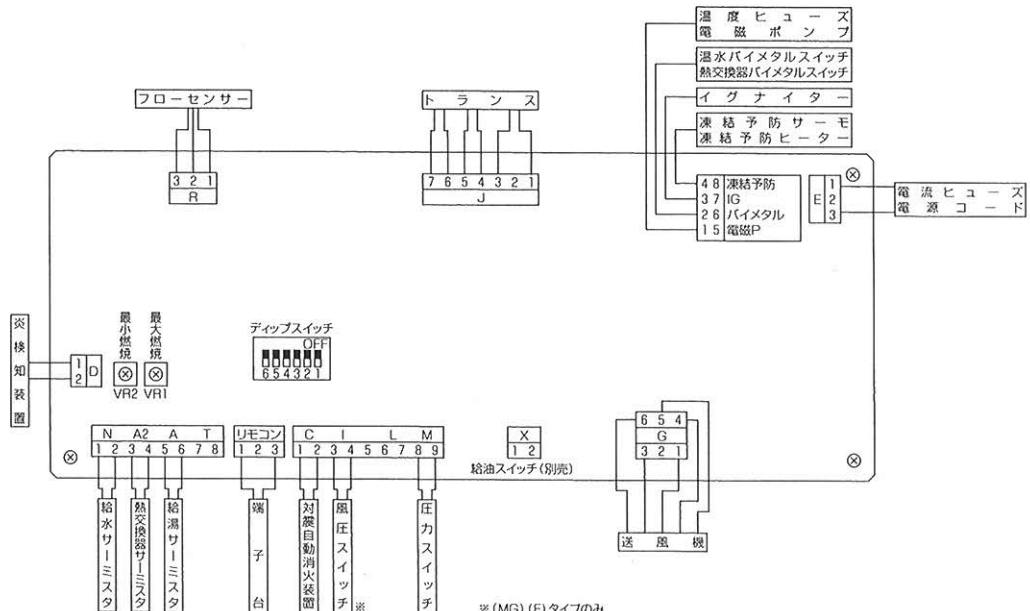 温度ヒューズ
電磁ポンプ
温水バイメタルスイッチ
熱交換器バイメタルスイッチ
イグナイター
凍結予防サーモ
凍結予防ヒーター
フローセンサー
トランス
3 2 1
R
7 6 5 4 3 2 1
J
4 8 凍結予防
3 7 IG
2 6 バイメタル
1 5 電磁P
E
1
2
3
電流ヒューズ
電源コード
炎検知装置
1
2
D
最小燃焼
VR2
最大燃焼
VR1
ディップスイッチ
OFF
6 5 4 3 2 1
N A2 A T
1 2 3 4 5 6 7 8
リモコン
1 2 3
C I L M
1 2 3 4 5 6 7 8 9
X
1 2
給油スイッチ(別売)
6 5 4
G
3 2 1
給水サーミスタ
熱交換器サーミスタ
給湯サーミスタ
端子台
対震自動消火装置
風圧スイッチ
※
圧力スイッチ
送風機
※(MG)、(F)タイプのみ